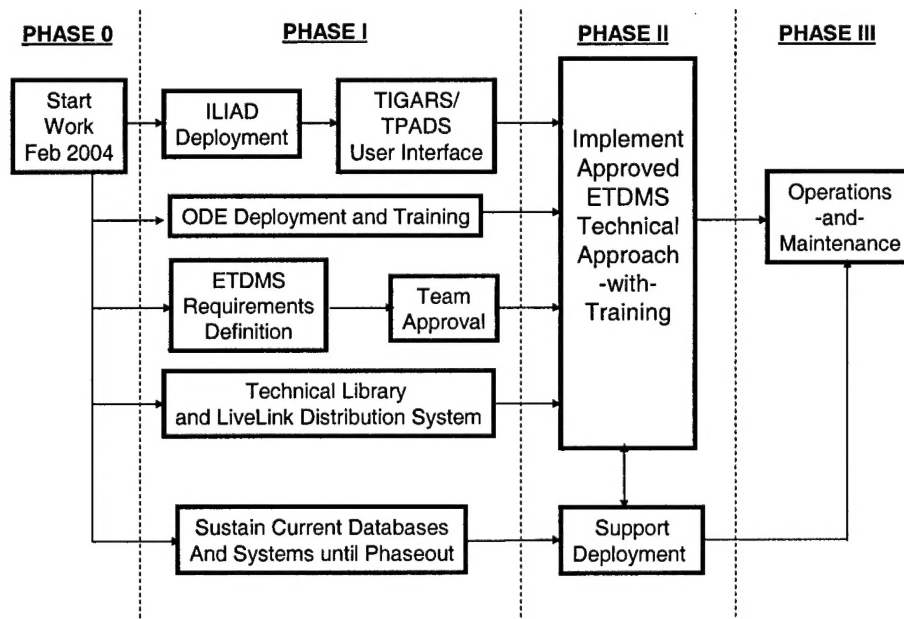 PHASE 0
PHASE I
PHASE II
PHASE III
Start
Work
Feb 2004
ILIAD
Deployment
TIGARS/
TPADS
User Interface
ODE Deployment and Training
ETDMS
Requirements
Definition
Team
Approval
Technical Library
and LiveLink Distribution System
Sustain Current Databases
And Systems until Phaseout
Implement
Approved
ETDMS
Technical
Approach
-with-
Training
Support
Deployment
Operations
-and-
Maintenance